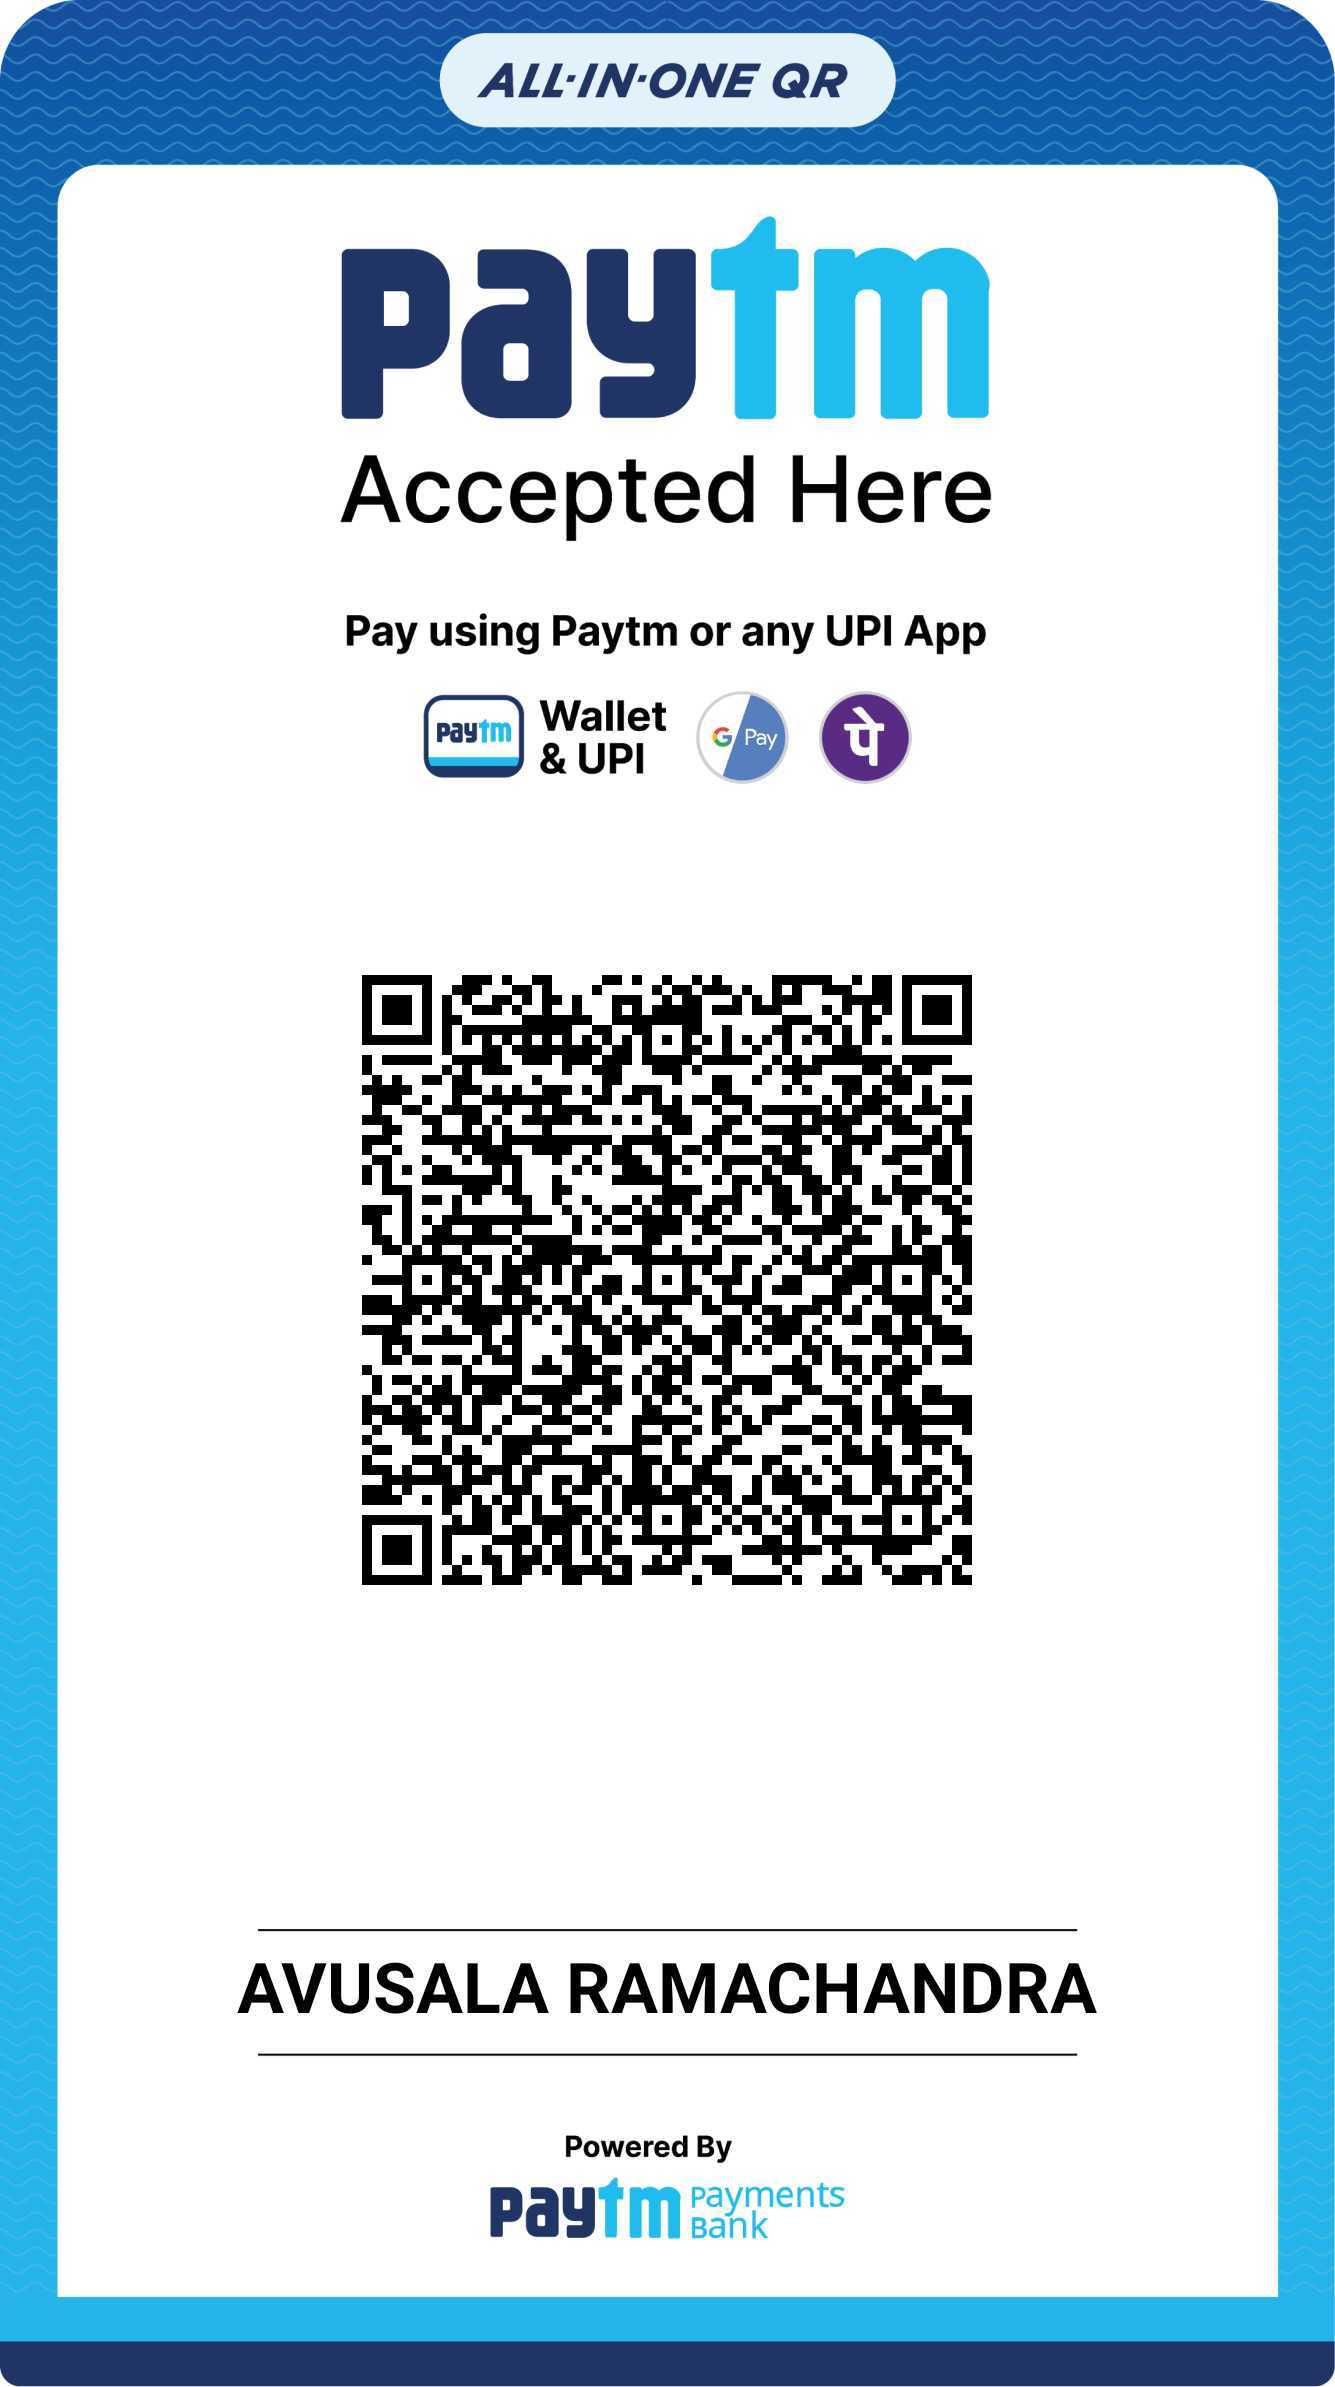 ALL-IN-ONE QR
paytm
Accepted Here
Pay using Paytm or any UPI App
paytm
Wallet
& UPI
G Pay
पे
AVUSALA RAMACHANDRA
Powered By
paytm Payments
Bank